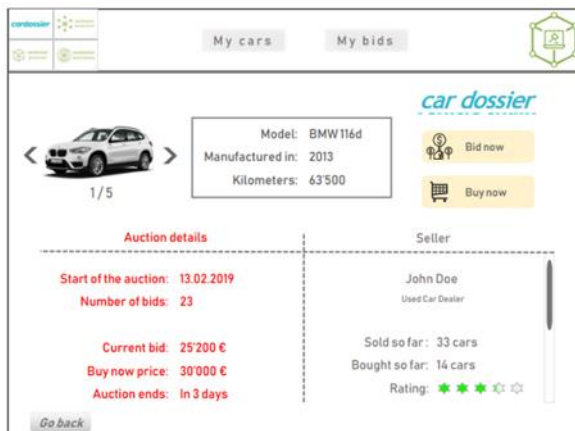 cardossier
My cars
My bids
car dossier
Model: BMW 116d
Manufactured in: 2013
Kilometers: 63'500
1/5
Bid now
Buy now
Auction details
Start of the auction: 13.02.2019
Number of bids: 23
Current bid: 25'200 €
Buy now price: 30'000 €
Auction ends: In 3 days
Seller
John Doe
Used Car Dealer
Sold so far: 33 cars
Bought so far: 14 cars
Rating:
Go back